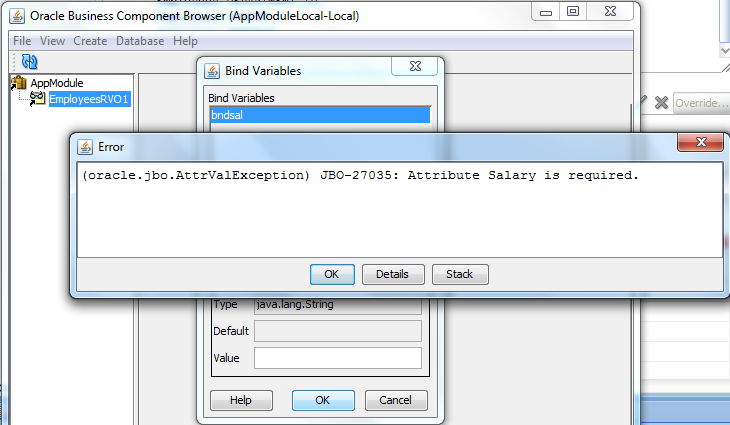 Oracle Business Component Browser (AppModuleLocal-Local)
File View Create Database Help
AppModule
EmployeesRVO1
Bind Variables
Bind Variables
bndsal
Override...
Error
(oracle.jbo.AttrValException) JBO-27035: Attribute Salary is required.
OK Details Stack
Type java.lang.String
Default
Value
Help OK Cancel